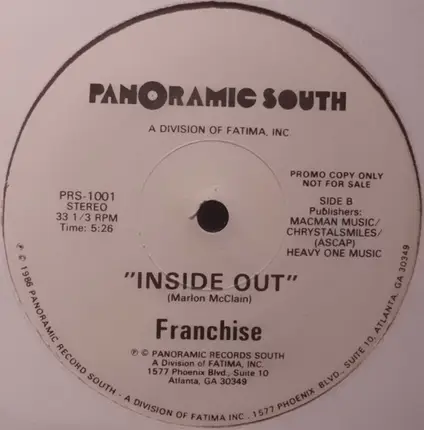 PANORAMIC SOUTH
A DIVISION OF FATIMA, INC
PRS-1001
STEREO
33 1/3 RPM
Time: 5:26
PROMO COPY ONLY
NOT FOR SALE
SIDE B
Publishers:
MACMAN MUSIC/
CHRYSTALSMILES/
(ASCAP)
HEAVY ONE MUSIC
"INSIDE OUT"
(Marlon McClain)
Franchise
℗ © PANORAMIC RECORDS SOUTH
A Division of FATIMA, INC.
1577 Phoenix Blvd., Suite 10
Atlanta, GA 30349
℗ © 1986 PANORAMIC RECORD SOUTH - A DIVISION OF FATIMA INC - 1577 PHOENIX BLVD., SUITE 10, ATLANTA, GA 30349